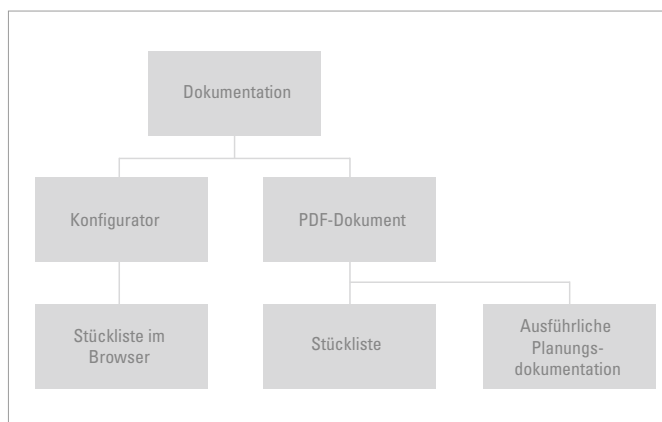 Dokumentation
Konfigurator
PDF-Dokument
Stückliste im
Browser
Stückliste
Ausführliche
Planungs-
dokumentation